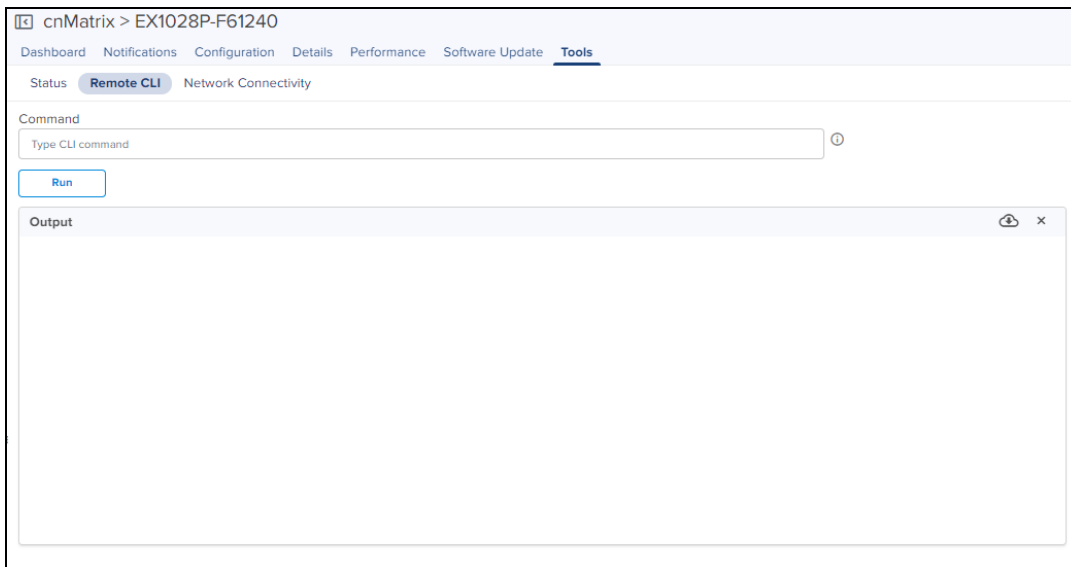 cnMatrix > EX1028P-F61240
Dashboard Notifications Configuration Details Performance Software Update Tools
Status Remote CLI Network Connectivity
Command
Type CLI command
Run
Output